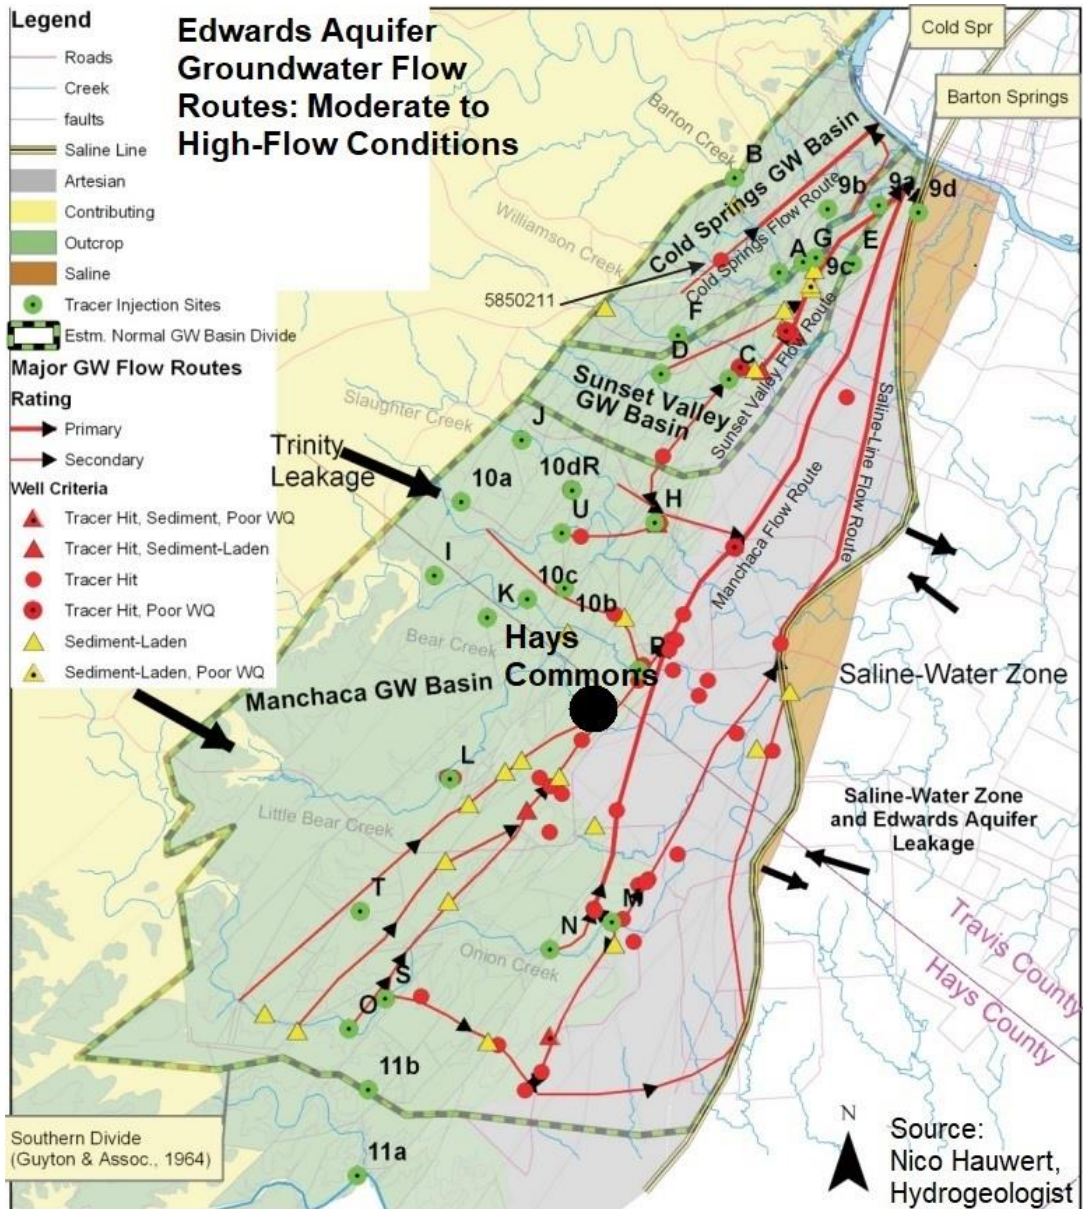 Legend
Roads
Creek
faults
Saline Line
Artesian
Contributing
Outcrop
Saline
Tracer Injection Sites
Estm. Normal GW Basin Divide
Major GW Flow Routes
Rating
Primary
Secondary
Well Criteria
Tracer Hit, Sediment, Poor WQ
Tracer Hit, Sediment-Laden
Tracer Hit
Tracer Hit, Poor WQ
Sediment-Laden
Sediment-Laden, Poor WQ
Edwards Aquifer
Groundwater Flow
Routes: Moderate to
High-Flow Conditions
Cold Spr
Barton Springs
Barton Creek
B
Cold Springs GW Basin
Cold Springs Flow Route
9b
9a
9d
Williamson Creek
A
G
E
9c
5850211
F
D
C
Sunset Valley
GW Basin
Sunset Valley Flow Route
Slaughter Creek
J
Trinity
Leakage
10a
10dR
U
H
Manchaca Flow Route
Saline-Line Flow Route
I
K
10c
10b
Bear Creek
Hays
Commons
P
Saline-Water Zone
Manchaca GW Basin
L
Little Bear Creek
Saline-Water Zone
and Edwards Aquifer
Leakage
T
N
M
Onion Creek
S
O
Travis County
Hays County
11b
11a
Southern Divide
(Guyton & Assoc., 1964)
N
Source:
Nico Hauwert,
Hydrogeologist